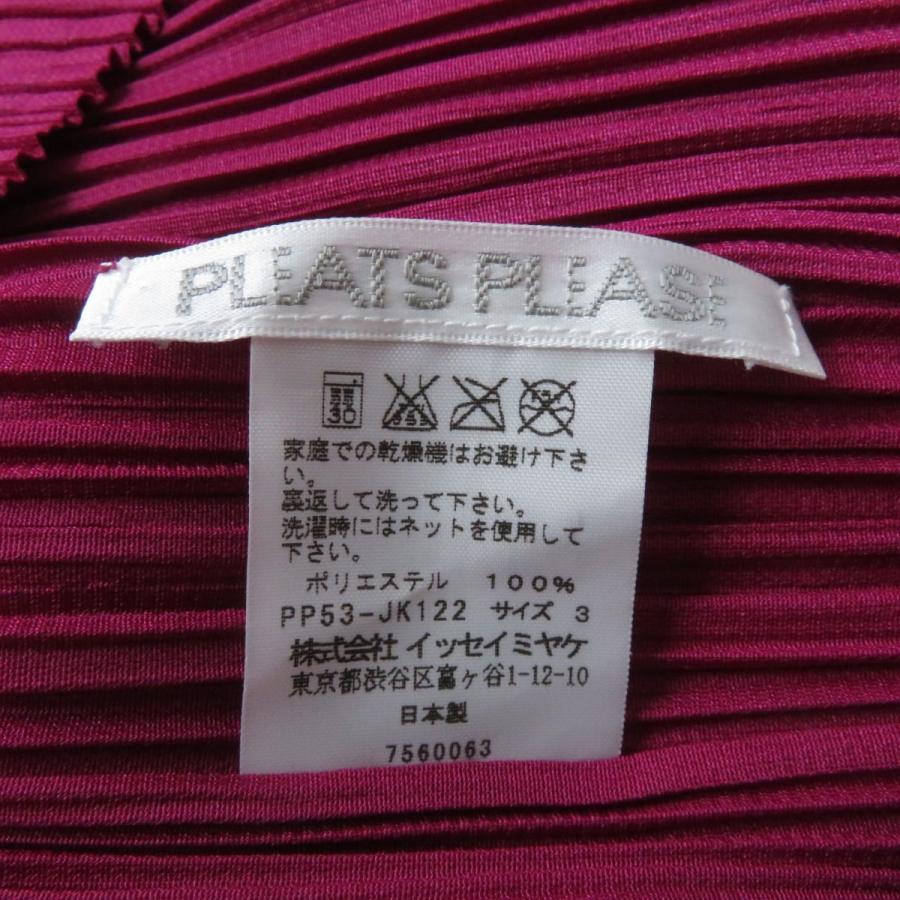 PLEATS PLEASE
30
家庭での乾燥機はお避け下さ
い。
裏返して洗って下さい。
洗濯時にはネットを使用して
下さい。
ポリエステル 100%
PP53-JK122 サイズ 3
株式会社 イッセイミヤケ
東京都渋谷区富ヶ谷1-12-10
日本製
7560063